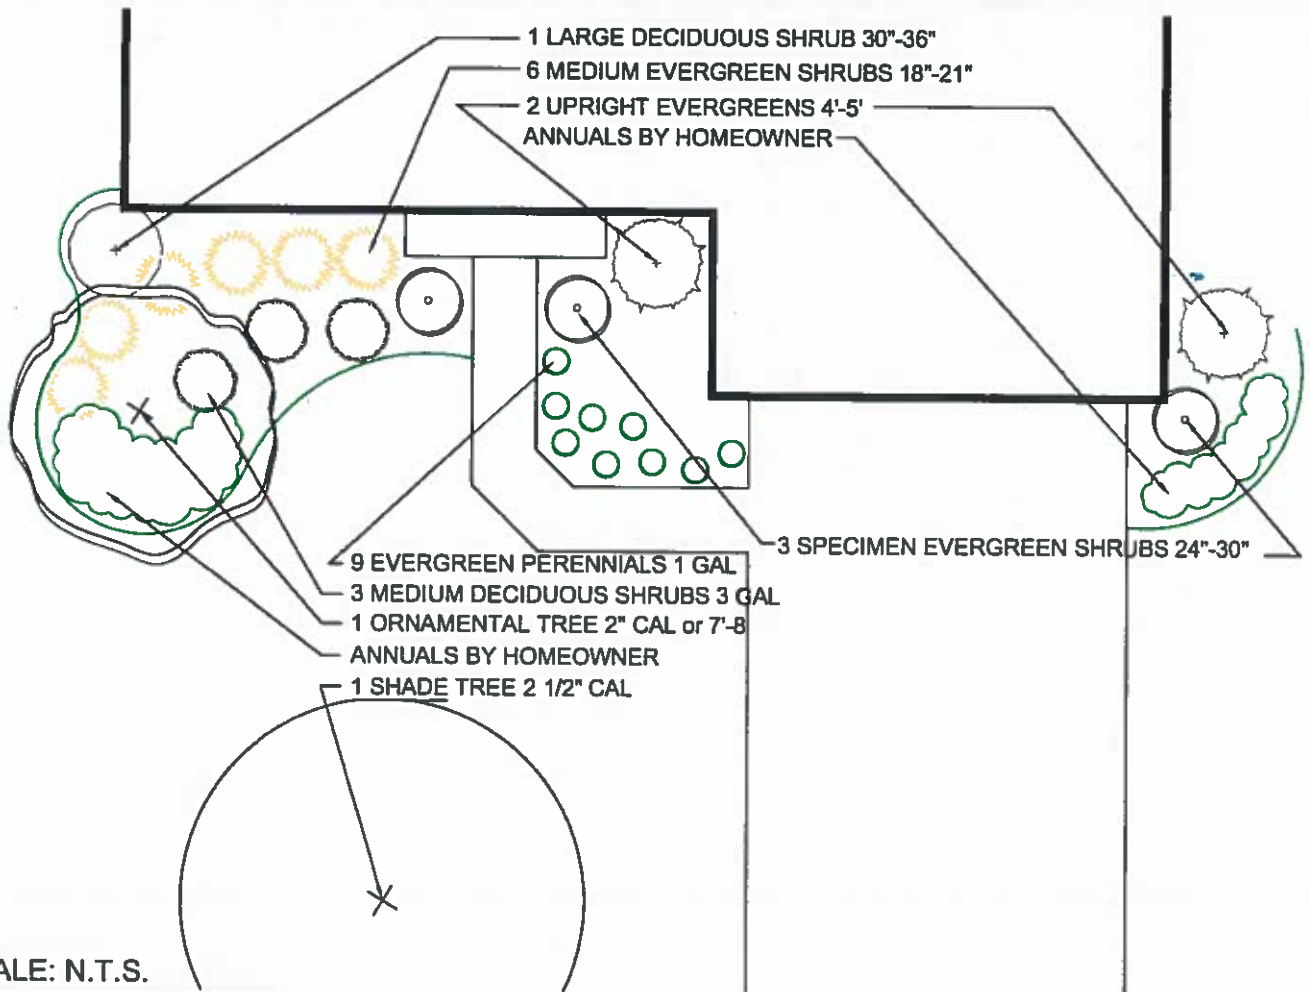 1 LARGE DECIDUOUS SHRUB 30"-36"
6 MEDIUM EVERGREEN SHRUBS 18"-21"
2 UPRIGHT EVERGREENS 4'-5'
ANNUALS BY HOMEOWNER
3 SPECIMEN EVERGREEN SHRUBS 24"-30"
9 EVERGREEN PERENNIALS 1 GAL
3 MEDIUM DECIDUOUS SHRUBS 3 GAL
1 ORNAMENTAL TREE 2" CAL or 7'-8
ANNUALS BY HOMEOWNER
1 SHADE TREE 2 1/2" CAL
ALE: N.T.S.